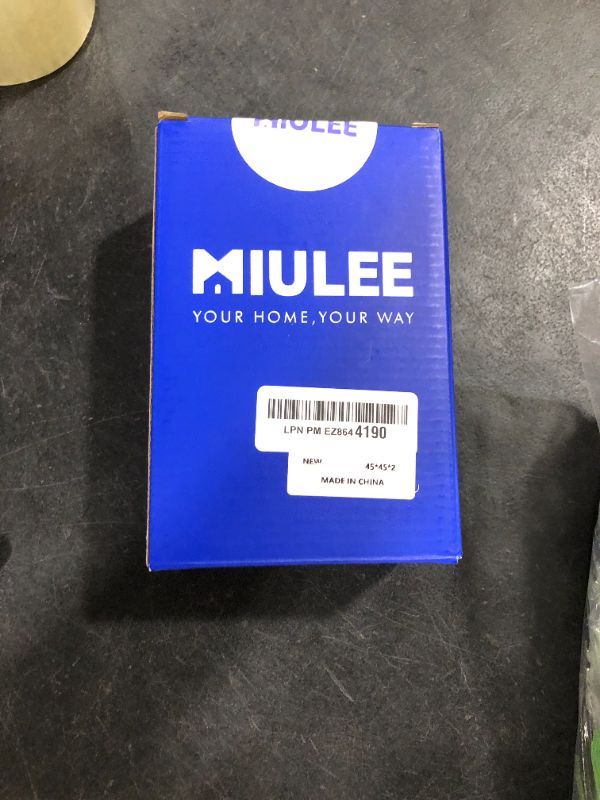 MIULEE
MIULEE
YOUR HOME, YOUR WAY
LPN PM EZ864 4190
NEW 45*45*2
MADE IN CHINA